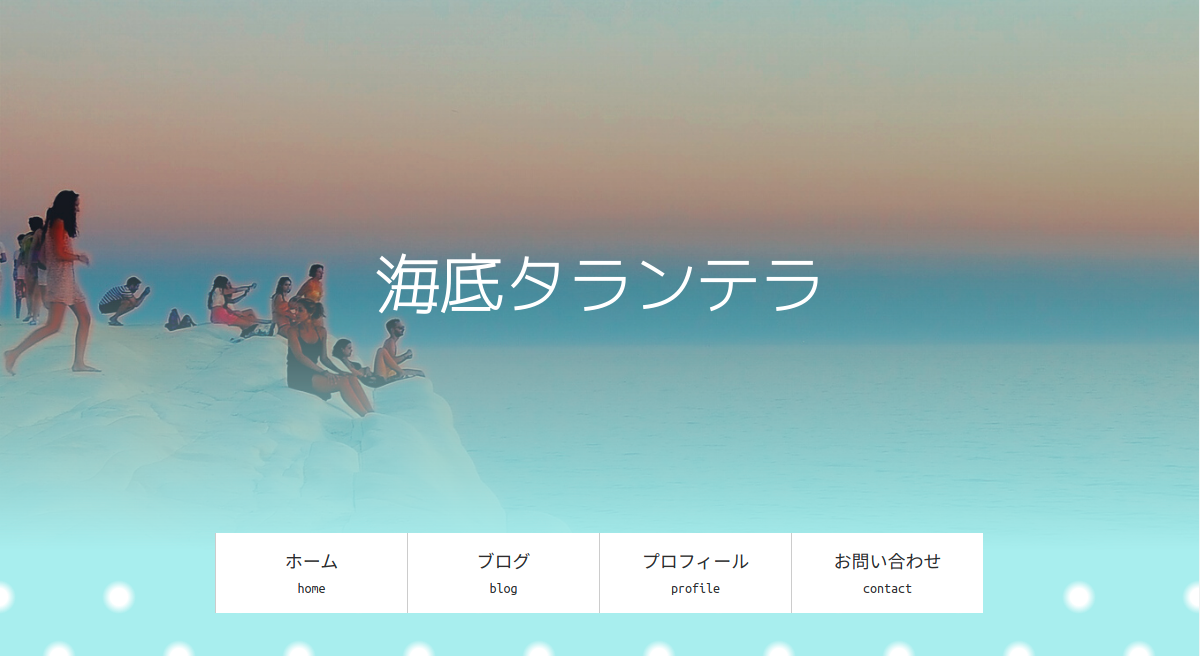 海底タランテラ
ホーム
home
ブログ
blog
プロフィール
profile
お問い合わせ
contact